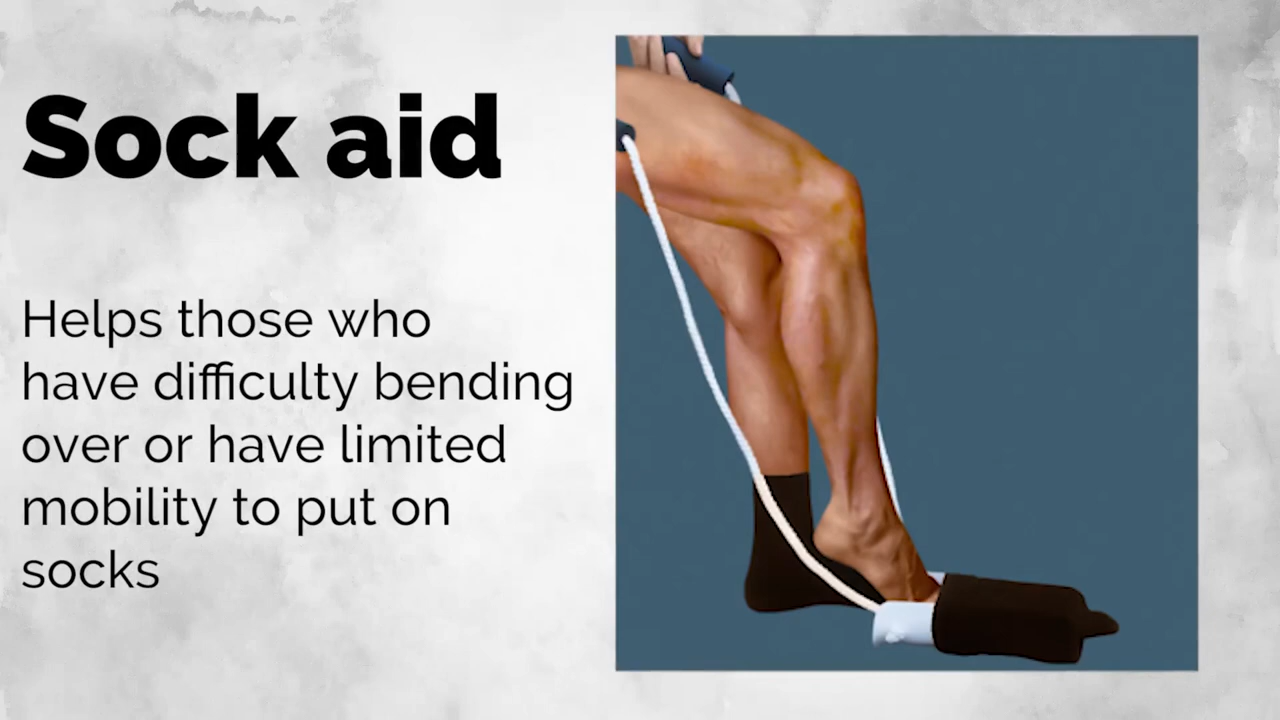 Sock aid
Helps those who
have difficulty bending
over or have limited
mobility to put on
socks